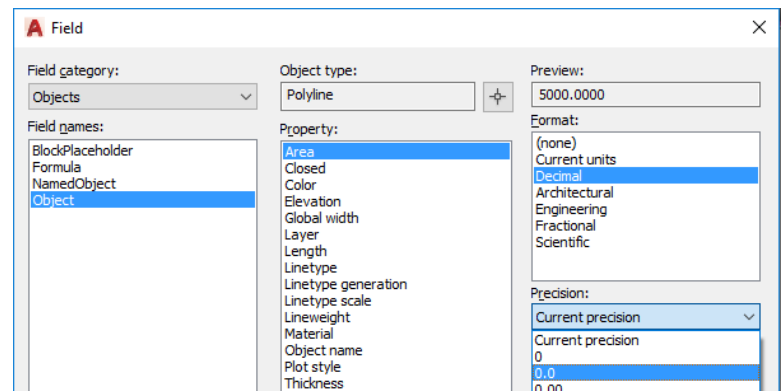 Field
Field category:
Objects
Field names:
BlockPlaceholder
Formula
NamedObject
Object
Object type:
Polyline
Property:
Area
Closed
Color
Elevation
Global width
Layer
Length
Linetype
Linetype generation
Linetype scale
Lineweight
Material
Object name
Plot style
Thickness
Preview:
5000.0000
Format:
(none)
Current units
Decimal
Architectural
Engineering
Fractional
Scientific
Precision:
Current precision
Current precision
0
0.0
0.00